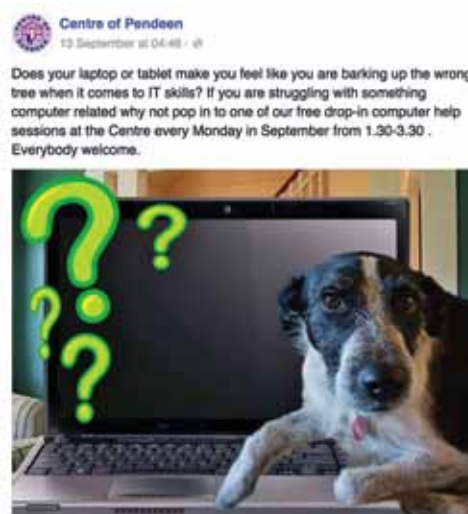 Centre of Pendeen
13 September at 04:48
Does your laptop or tablet make you feel like you are barking up the wrong
tree when it comes to IT skills? If you are struggling with something
computer related why not pop in to one of our free drop-in computer help
sessions at the Centre every Monday in September from 1.30-3.30 .
Everybody welcome.
? ?
?
?